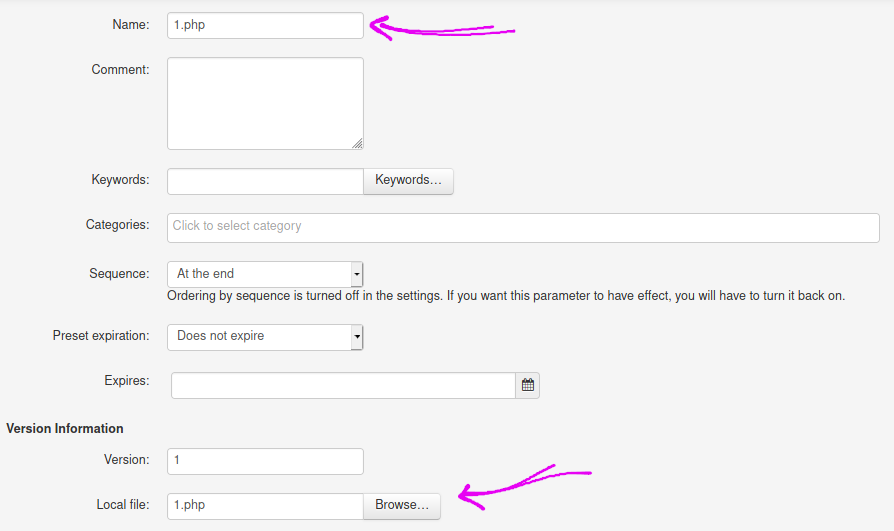 Name: 1.php
Comment:
Keywords: Keywords...
Categories: Click to select category
Sequence: At the end
Ordering by sequence is turned off in the settings. If you want this parameter to have effect, you will have to turn it back on.
Preset expiration: Does not expire
Expires:
Version Information
Version: 1
Local file: 1.php Browse...